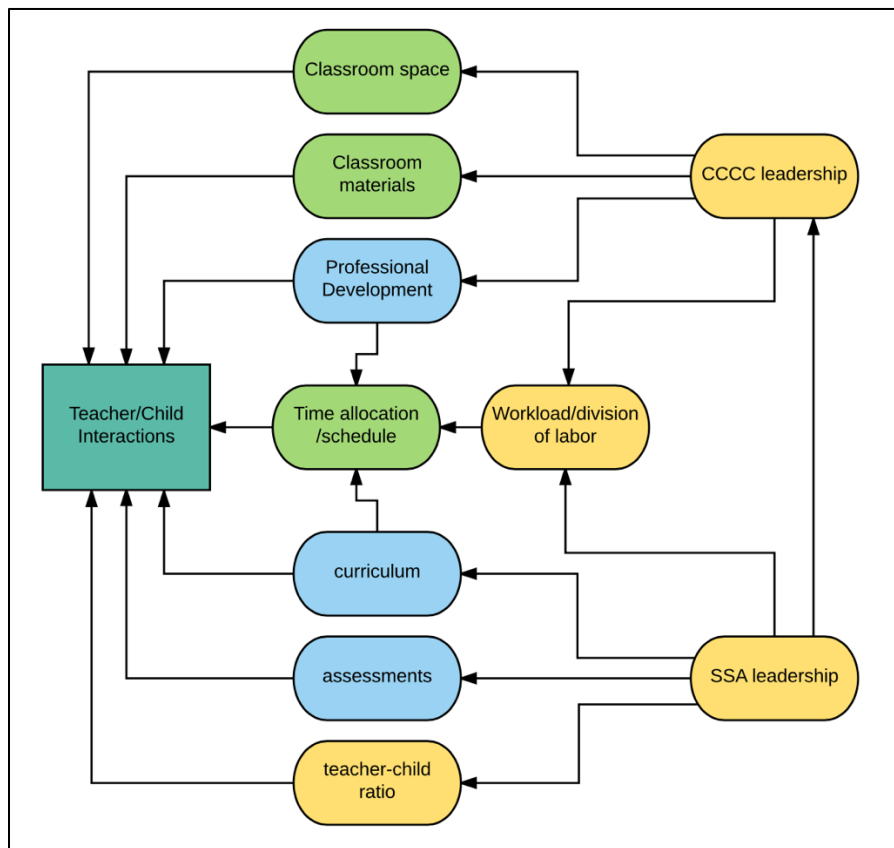 Classroom space
Classroom
materials
CCCC leadership
Professional
Development
Teacher/Child
Interactions
Time allocation
/schedule
Workload/division
of labor
curriculum
assessments
SSA leadership
teacher-child
ratio